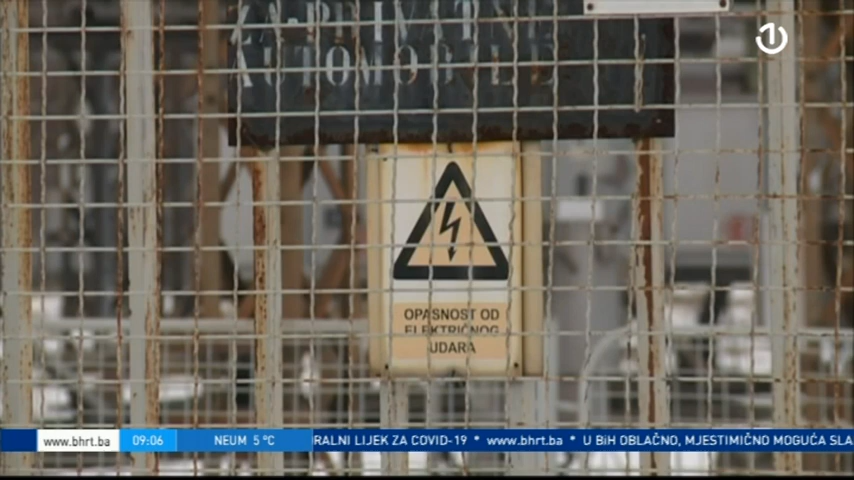 ZA PRIVATNE
AUTOMOBILE
OPASNOST OD
ELEKTRIČNOG
UDARA
www.bhrt.ba 09:06 NEUM 5 °C RALNI LIJEK ZA COVID-19 * www.bhrt.ba * U BiH OBLAČNO, MJESTIMIČNO MOGUĆA SLA